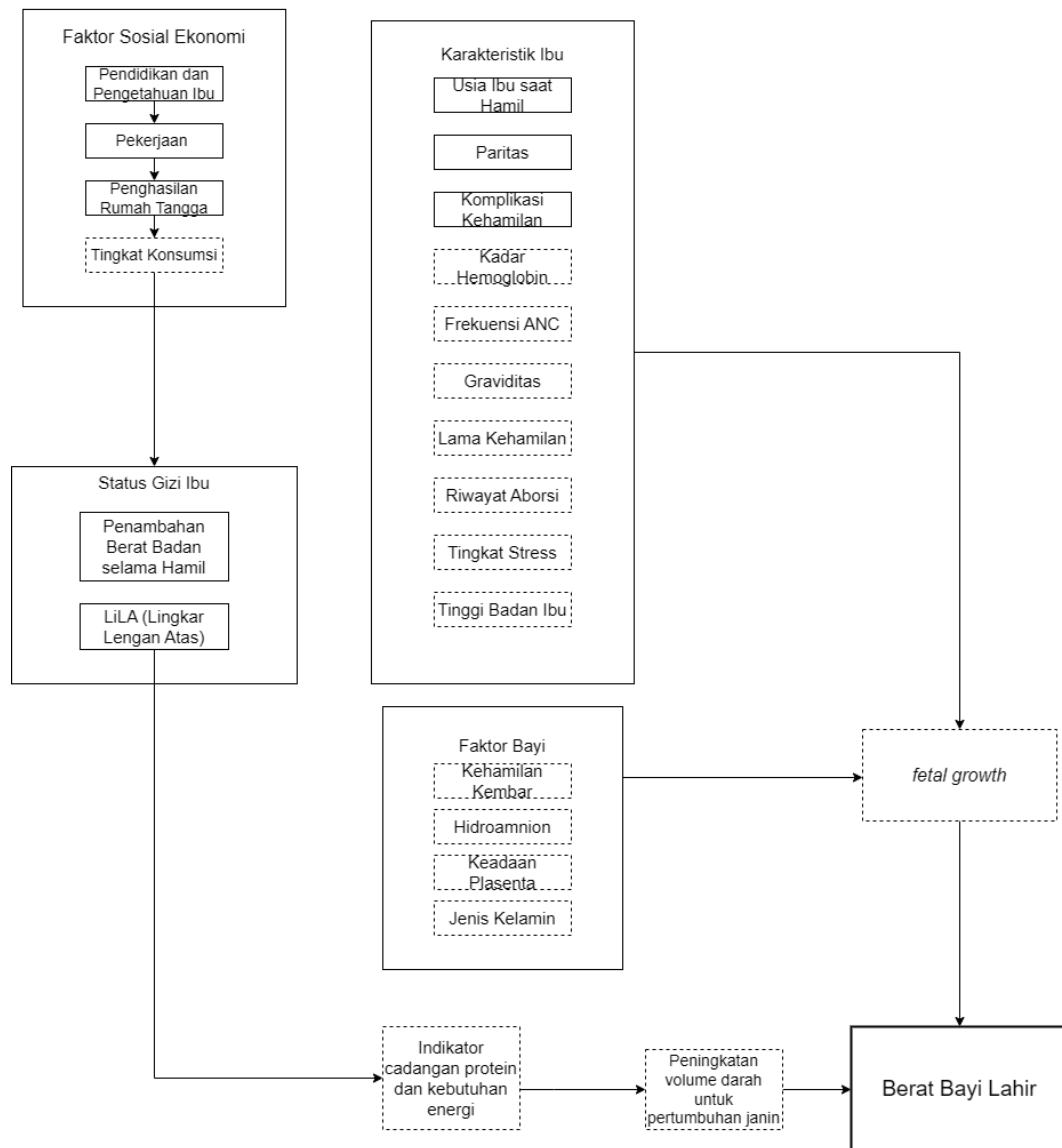 Faktor Sosial Ekonomi
Pendidikan dan
Pengetahuan Ibu
Pekerjaan
Penghasilan
Rumah Tangga
Tingkat Konsumsi
Status Gizi Ibu
Penambahan
Berat Badan
selama Hamil
LiLA (Lingkar
Lengan Atas)
Karakteristik Ibu
Usia Ibu saat
Hamil
Paritas
Komplikasi
Kehamilan
Kadar
Hemoglobin
Frekuensi ANC
Graviditas
Lama Kehamilan
Riwayat Aborsi
Tingkat Stress
Tinggi Badan Ibu
Faktor Bayi
Kehamilan
Kembar
Hidroamnion
Keadaan
Plasenta
Jenis Kelamin
fetal growth
Indikator
cadangan protein
dan kebutuhan
energi
Peningkatan
volume darah
untuk
pertumbuhan janin
Berat Bayi Lahir